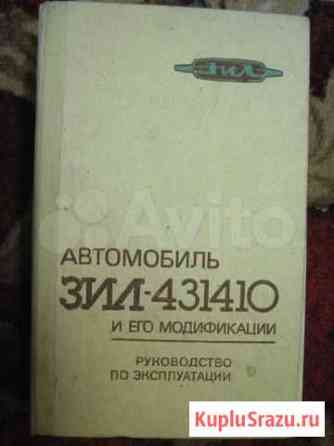 ЗИЛ
Avito
АВТОМОБИЛЬ
ЗИЛ-431410
И ЕГО МОДИФИКАЦИИ
РУКОВОДСТВО
ПО ЭКСПЛУАТАЦИИ
KupluSrazu.ru